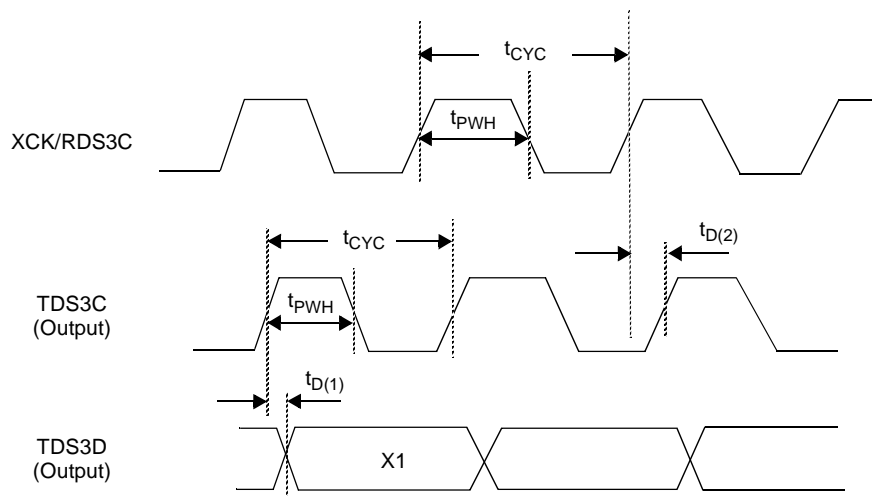 tCYC
XCK/RDS3C
tPWH
tCYC
tD(2)
TDS3C
(Output)
tPWH
tD(1)
TDS3D
(Output)
X1